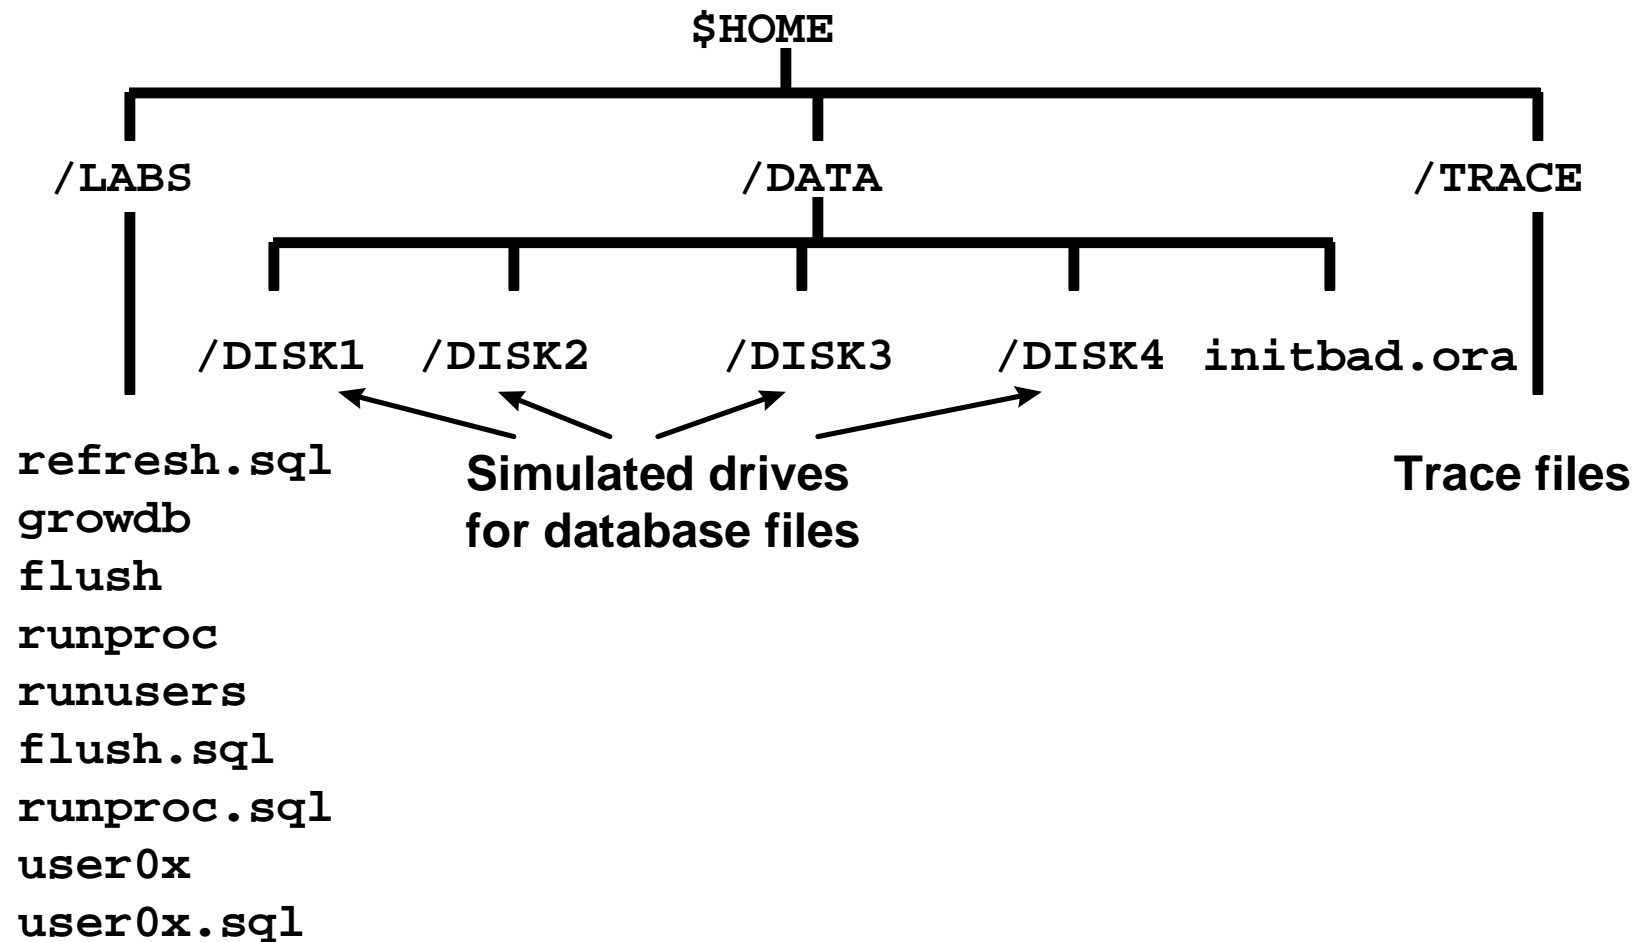 $HOME
/LABS
/DATA
/TRACE
/DISK1
/DISK2
/DISK3
/DISK4
initbad.ora
refresh.sql
growdb
flush
runproc
runusers
flush.sql
runproc.sql
user0x
user0x.sql
Simulated drives
for database files
Trace files